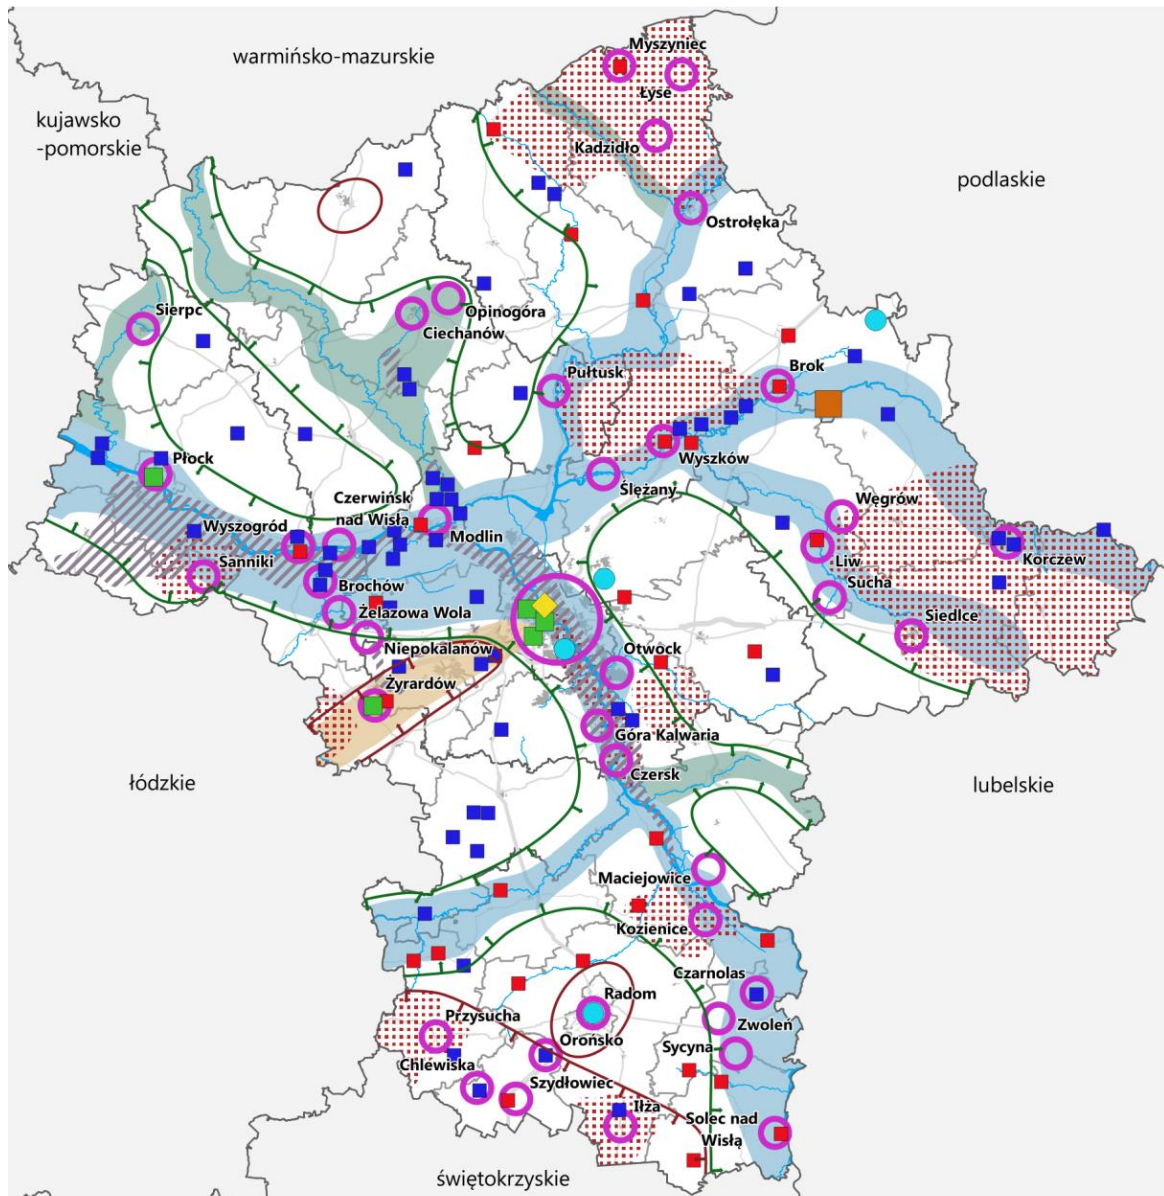 warmińsko-mazurskie
Myszyniec
Łyse
kujawsko
-pomorskie
Kadzidło
podlaskie
Ostrołęka
Sierpc
Opinogóra
Ciechanów
Pułtusk
Brok
Płock
Wyszków
Czerwińsk
nad Wisłą
Ślężany
Węgrów
Wyszogród
Modlin
Sanniki
Liw
Korczew
Brochów
Sucha
Żelazowa Wola
Siedlce
Niepokalanów
Otwock
Żyrardów
Góra Kalwaria
Czersk
łódzkie
lubelskie
Maciejowice
Kozienice
Czarnolas
Radom
Przysucha
Zwoleń
Orońsko
Sycyna
Chlewiska
Szydłowiec
Iłża
Solec nad
Wisłą
świętokrzyskie